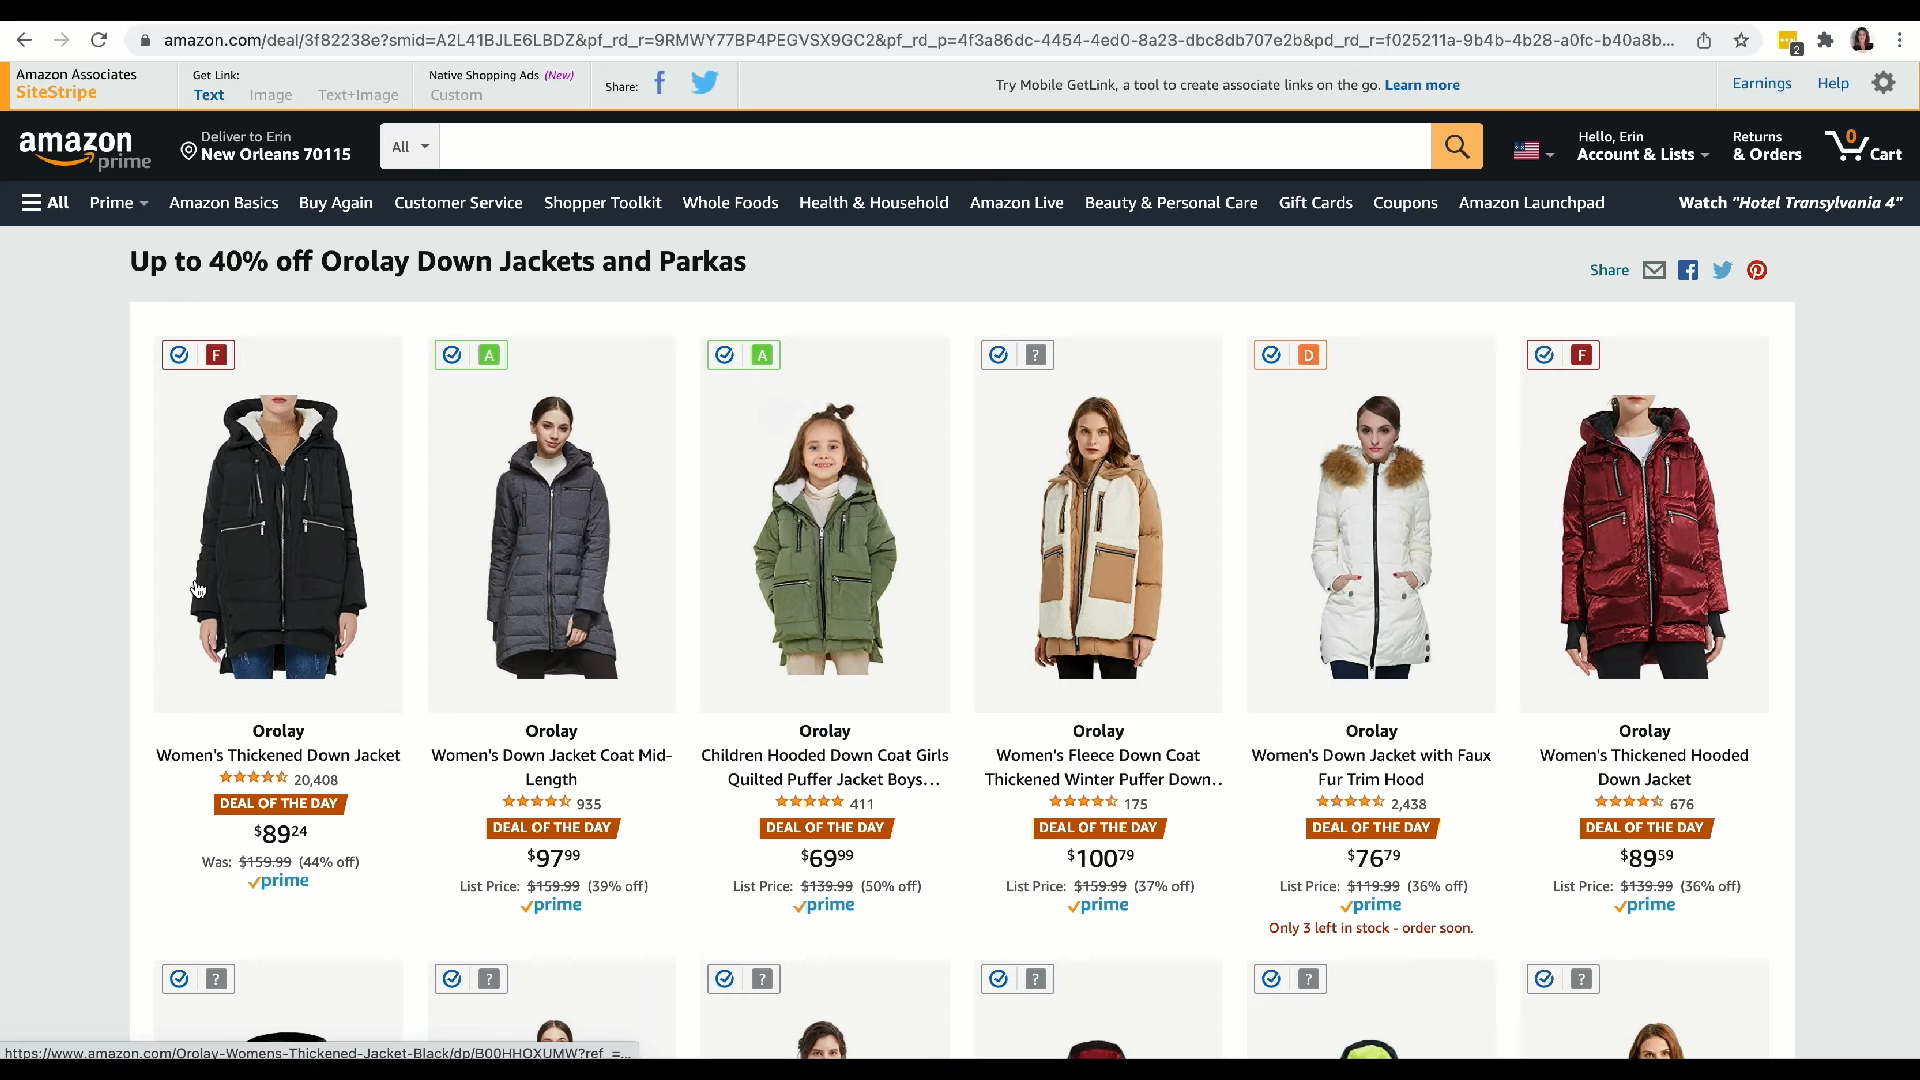 amazon.com/deal/3f82238e?smid=A2L41BJLE6LBDZ&pf_rd_r=9RMWY77BP4PEGVSX9GC2&pf_rd_p=4f3a86dc-4454-4ed0-8a23-dbc8db707e2b&pd_rd_r=f025211a-9b4b-4b28-a0fc-b40a8b...
2
Amazon Associates
SiteStripe
Get Link:
Text Image Text+Image
Native Shopping Ads (New)
Custom
Share:
Try Mobile GetLink, a tool to create associate links on the go. Learn more
Earnings Help
amazon
prime
Deliver to Erin
New Orleans 70115
All
Hello, Erin
Account & Lists
Returns
& Orders
0
Cart
All Prime Amazon Basics Buy Again Customer Service Shopper Toolkit Whole Foods Health & Household Amazon Live Beauty & Personal Care Gift Cards Coupons Amazon Launchpad Watch "Hotel Transylvania 4"
Up to 40% off Orolay Down Jackets and Parkas
Share
F
A
A
?
D
F
Orolay
Women's Thickened Down Jacket
20,408
DEAL OF THE DAY
$89 24
Was: $159.99 (44% off)
prime
Orolay
Women's Down Jacket Coat Mid-
Length
935
DEAL OF THE DAY
$97 99
List Price: $159.99 (39% off)
prime
Orolay
Children Hooded Down Coat Girls
Quilted Puffer Jacket Boys...
411
DEAL OF THE DAY
$69 99
List Price: $139.99 (50% off)
prime
Orolay
Women's Fleece Down Coat
Thickened Winter Puffer Down...
175
DEAL OF THE DAY
$100 79
List Price: $159.99 (37% off)
prime
Orolay
Women's Down Jacket with Faux
Fur Trim Hood
2,438
DEAL OF THE DAY
$76 79
List Price: $119.99 (36% off)
prime
Only 3 left in stock - order soon.
Orolay
Women's Thickened Hooded
Down Jacket
676
DEAL OF THE DAY
$89 59
List Price: $139.99 (36% off)
prime
?
?
?
?
?
?
https://www.amazon.com/Orolay-Womens-Thickened-Jacket-Black/dp/B00HHOXUMW?ref_=...